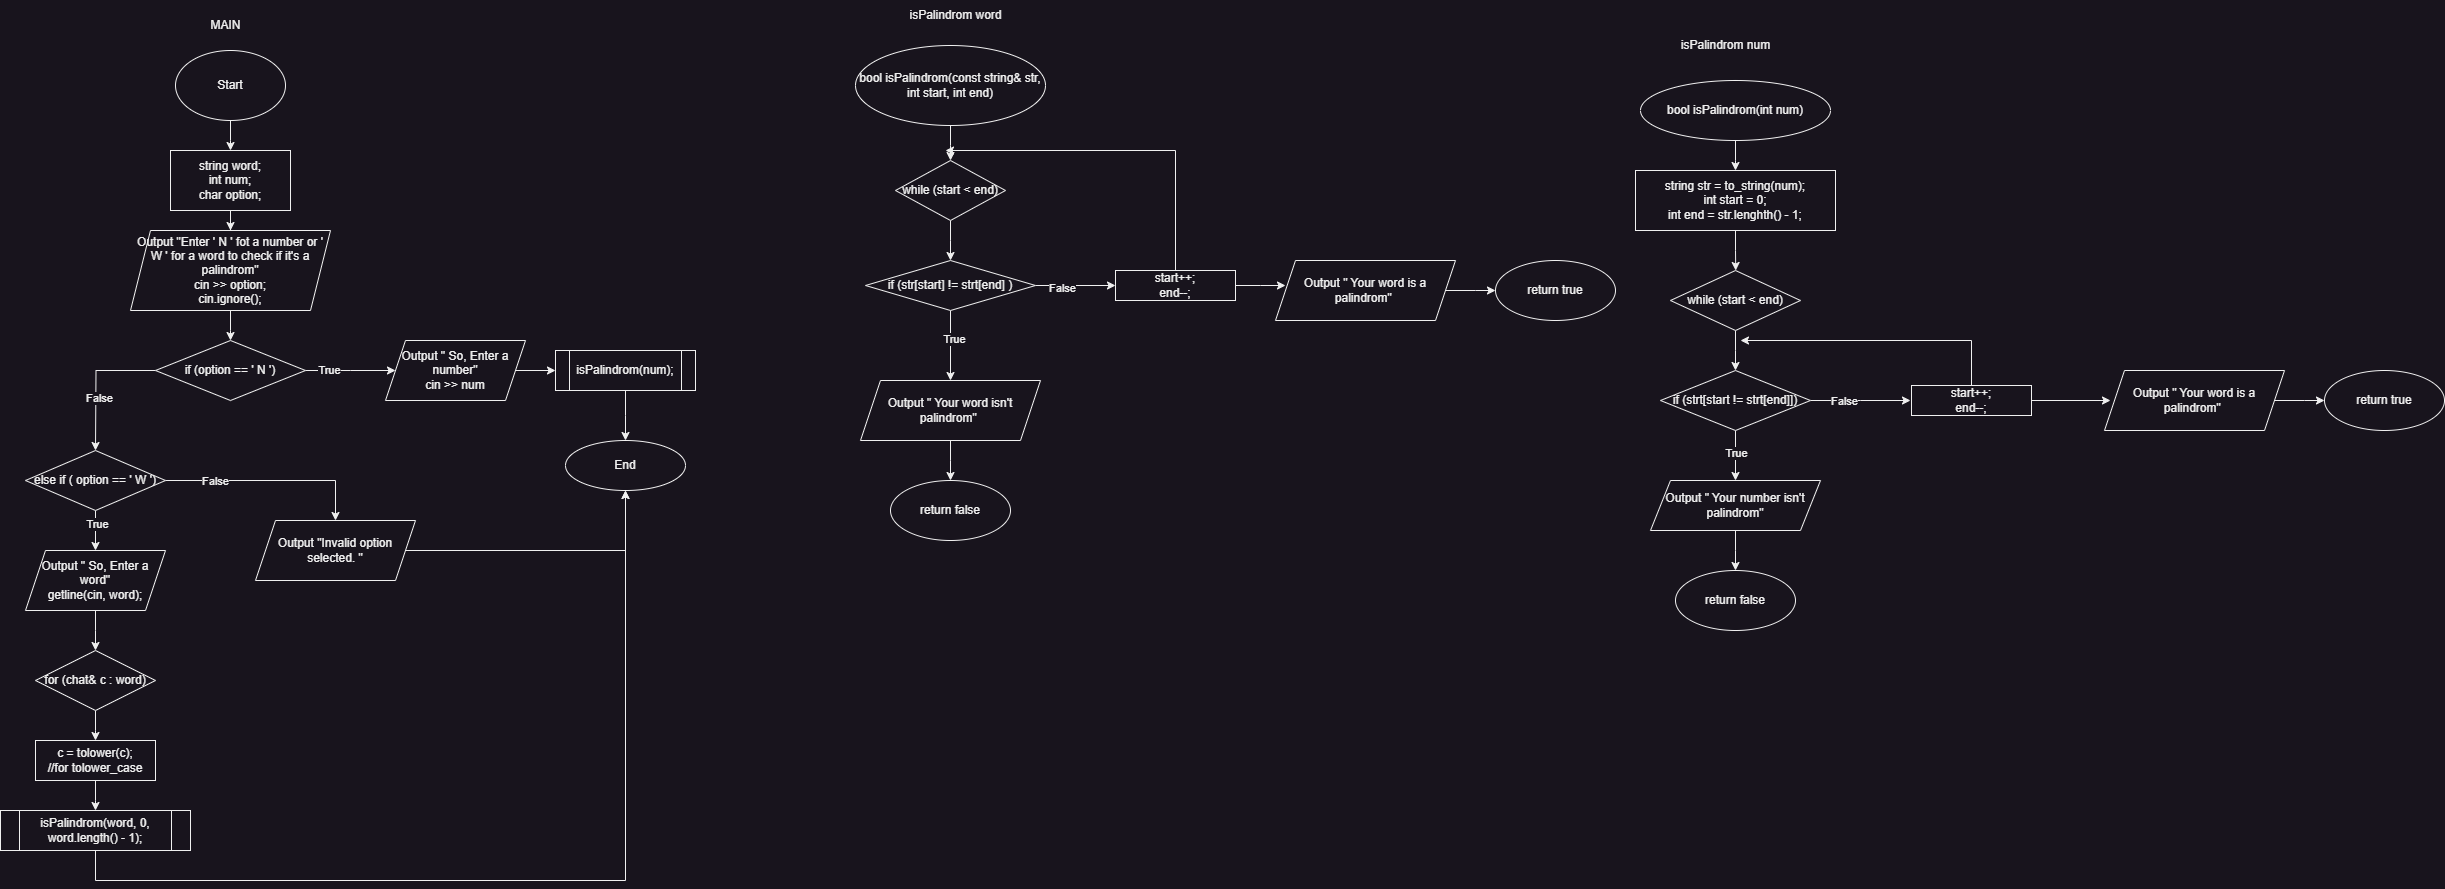 MAIN
Start
string word;
int num;
char option;
Output "Enter ' N ' fot a number or '
W ' for a word to check if it's a
palindrom"
cin >> option;
cin.ignore();
if (option == ' N ')
True
Output " So, Enter a
number"
cin >> num
isPalindrom(num);
End
False
else if ( option == ' W ')
False
Output "Invalid option
selected. "
True
Output " So, Enter a
word"
getline(cin, word);
for (chat& c : word)
c = tolower(c);
//for tolower_case
isPalindrom(word, 0,
word.length() - 1);
isPalindrom word
bool isPalindrom(const string& str,
int start, int end)
while (start < end)
if (str[start] != strt[end] )
False
start++;
end--;
Output " Your word is a
palindrom"
return true
True
Output " Your word isn't
palindrom"
return false
isPalindrom num
bool isPalindrom(int num)
string str = to_string(num);
int start = 0;
int end = str.lenghth() - 1;
while (start < end)
if (strt[start != strt[end]])
False
start++;
end--;
Output " Your word is a
palindrom"
return true
True
Output " Your number isn't
palindrom"
return false